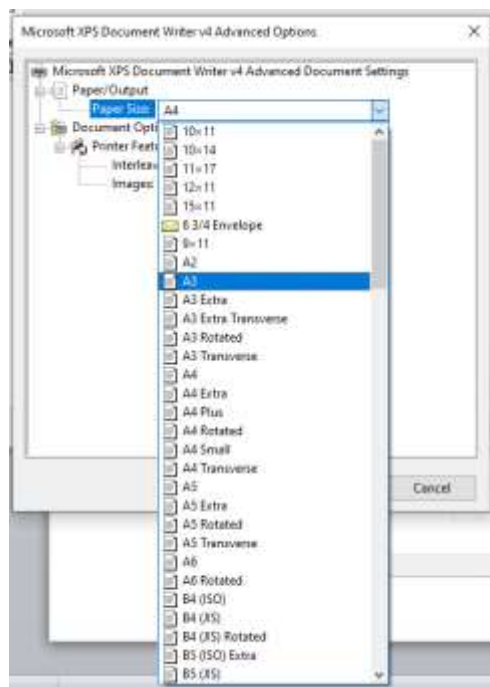 Microsoft XPS Document Writer v4 Advanced Options
Microsoft XPS Document Writer v4 Advanced Document Settings
Paper/Output
Paper Size: A4
Document Opti
Printer Feat
Interleav
Images
10×11
10×14
11×17
12×11
15×11
6 3/4 Envelope
9×11
A2
A3
A3 Extra
A3 Extra Transverse
A3 Rotated
A3 Transverse
A4
A4 Extra
A4 Plus
A4 Rotated
A4 Small
A4 Transverse
A5
A5 Extra
A5 Rotated
A5 Transverse
A6
A6 Rotated
B4 (ISO)
B4 (JIS)
B4 (JIS) Rotated
B5 (ISO) Extra
B5 (JIS)
Cancel